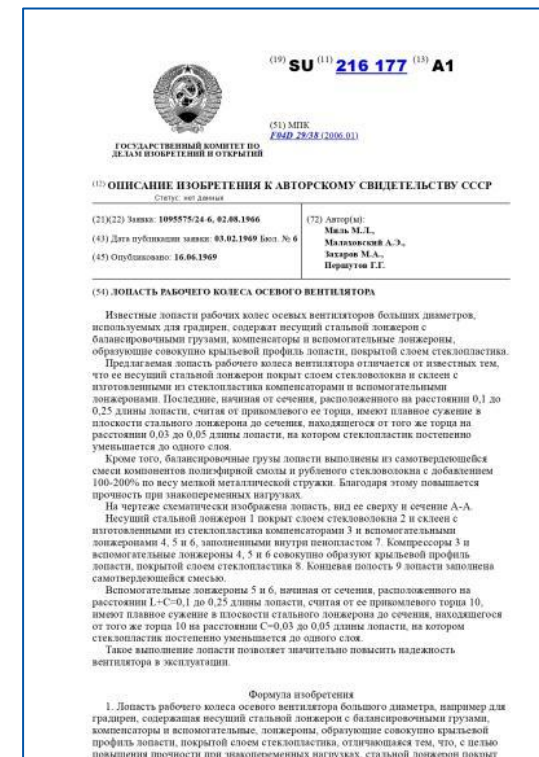 (19) SU (11) 216 177 (13) A1
(51) МПК
F04D 29/38 (2006.01)
ГОСУДАРСТВЕННЫЙ КОМИТЕТ ПО
ДЕЛАМ ИЗОБРЕТЕНИЙ И ОТКРЫТИЙ
(12) ОПИСАНИЕ ИЗОБРЕТЕНИЯ К АВТОРСКОМУ СВИДЕТЕЛЬСТВУ СССР
Статус: нет данных
(21)(22) Заявка: 1095575/24-6, 02.08.1966
(43) Дата публикации заявки: 03.02.1969 Бюл. № 6
(45) Опубликовано: 16.06.1969
(72) Автор(ы):
Миль М.Л.,
Малаховский А.Э.,
Захаров М.А.,
Першутов Г.Г.
(54) ЛОПАСТЬ РАБОЧЕГО КОЛЕСА ОСЕВОГО ВЕНТИЛЯТОРА
Известные лопасти рабочих колес осевых вентиляторов больших диаметров,
используемых для градирен, содержат несущий стальной лонжерон с
балансировочными грузами, компенсаторы и вспомогательные лонжероны,
образующие совокупно крыльевой профиль лопасти, покрытой слоем стеклопластика.
Предлагаемая лопасть рабочего колеса вентилятора отличается от известных тем,
что ее несущий стальной лонжерон покрыт слоем стекловолокна и склеен с
изготовленными из стеклопластика компенсаторами и вспомогательными
лонжеронами. Последние, начиная от сечения, расположенного на расстоянии 0,1 до
0,25 длины лопасти, считая от прикомлевого ее торца, имеют плавное сужение в
плоскости стального лонжерона до сечения, находящегося от того же торца на
расстоянии 0,03 до 0,05 длины лопасти, на котором стеклопластик постепенно
уменьшается до одного слоя.
Кроме того, балансировочные грузы лопасти выполнены из самотвердеющейся
смеси компонентов полиэфирной смолы и рубленого стекловолокна с добавлением
100-200% по весу мелкой металлической стружки. Благодаря этому повышается
прочность при знакопеременных нагрузках.
На чертеже схематически изображена лопасть, вид ее сверху и сечение А-А.
Несущий стальной лонжерон 1 покрыт слоем стекловолокна 2 и склеен с
изготовленными из стеклопластика компенсаторами 3 и вспомогательными
лонжеронами 4, 5 и 6, заполненными внутри пенопластом 7. Компрессоры 3 и
вспомогательные лонжероны 4, 5 и 6 совокупно образуют крыльевой профиль
лопасти, покрытой слоем стеклопластика 8. Концевая полость 9 лопасти заполнена
самотвердеющейся смесью.
Вспомогательные лонжероны 5 и 6, начиная от сечения, расположенного на
расстоянии L+C=0,1 до 0,25 длины лопасти, считая от ее прикомлевого торца 10,
имеют плавное сужение в плоскости стального лонжерона до сечения, находящегося
от того же торца 10 на расстоянии C=0,03 до 0,05 длины лопасти, на котором
стеклопластик постепенно уменьшается до одного слоя.
Такое выполнение лопасти позволяет значительно повысить надежность
вентилятора в эксплуатации.
Формула изобретения
1. Лопасть рабочего колеса осевого вентилятора большого диаметра, например для
градирен, содержащая несущий стальной лонжерон с балансировочными грузами,
компенсаторы и вспомогательные, лонжероны, образующие совокупно крыльевой
профиль лопасти, покрытой слоем стеклопластика, отличающаяся тем, что, с целью
повышения прочности при знакопеременных нагрузках, стальной лонжерон покрыт